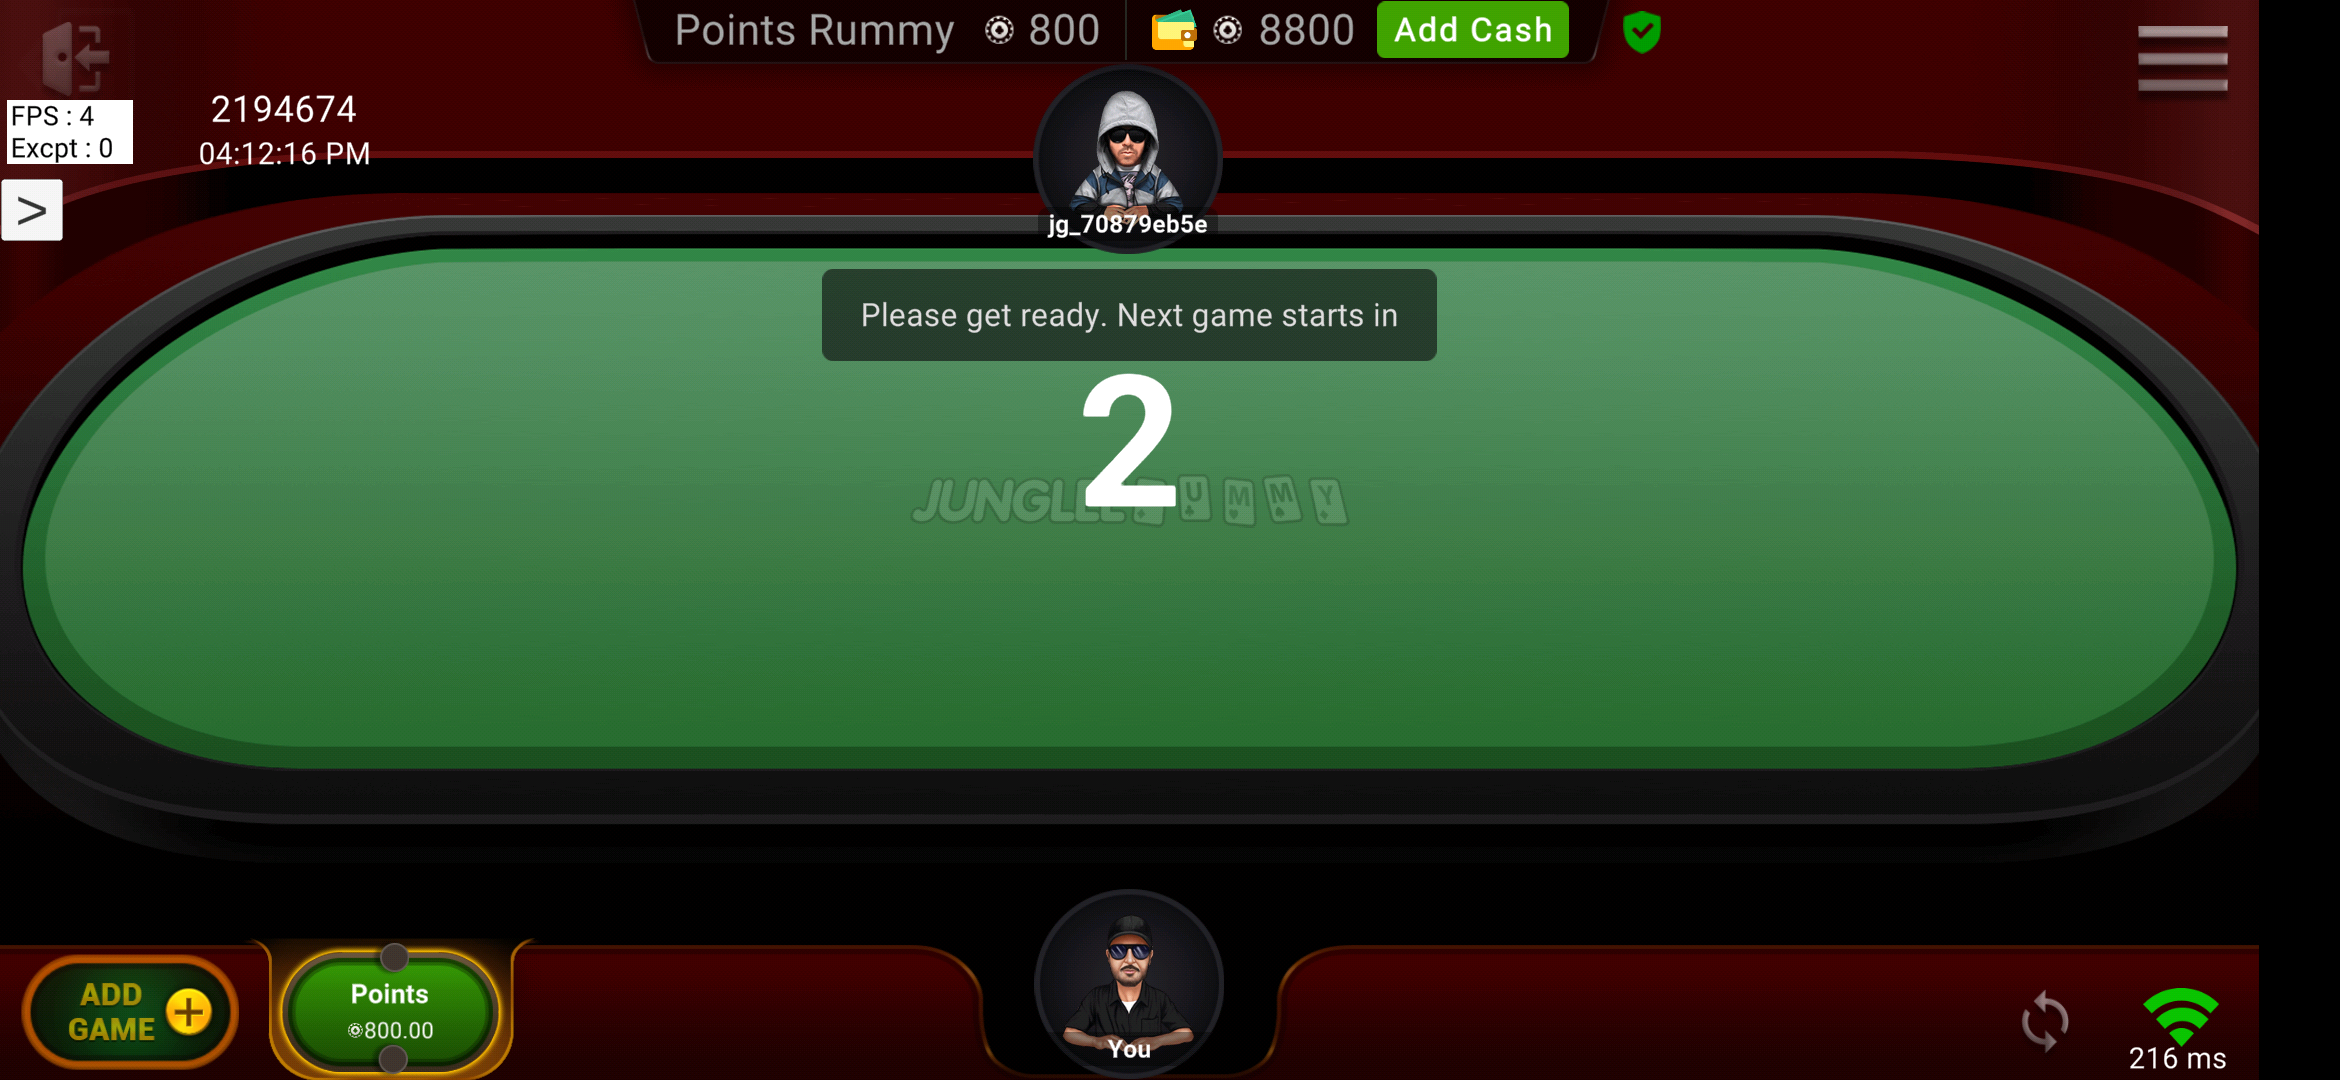 Points Rummy 800 8800 Add Cash
FPS : 4
Excpt : 0
2194674
04:12:16 PM
>
jg_70879eb5e
Please get ready. Next game starts in
2
JUNGLEE RUMMY
ADD
GAME +
Points
800.00
You
216 ms